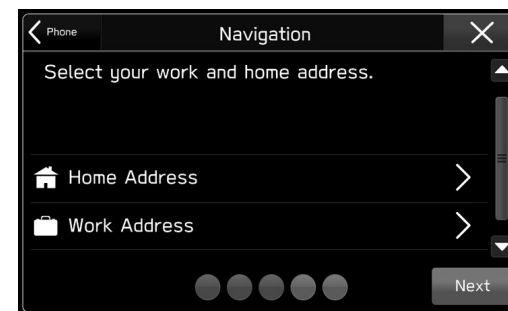 Phone
Navigation
Select your work and home address.
Home Address
Work Address
Next